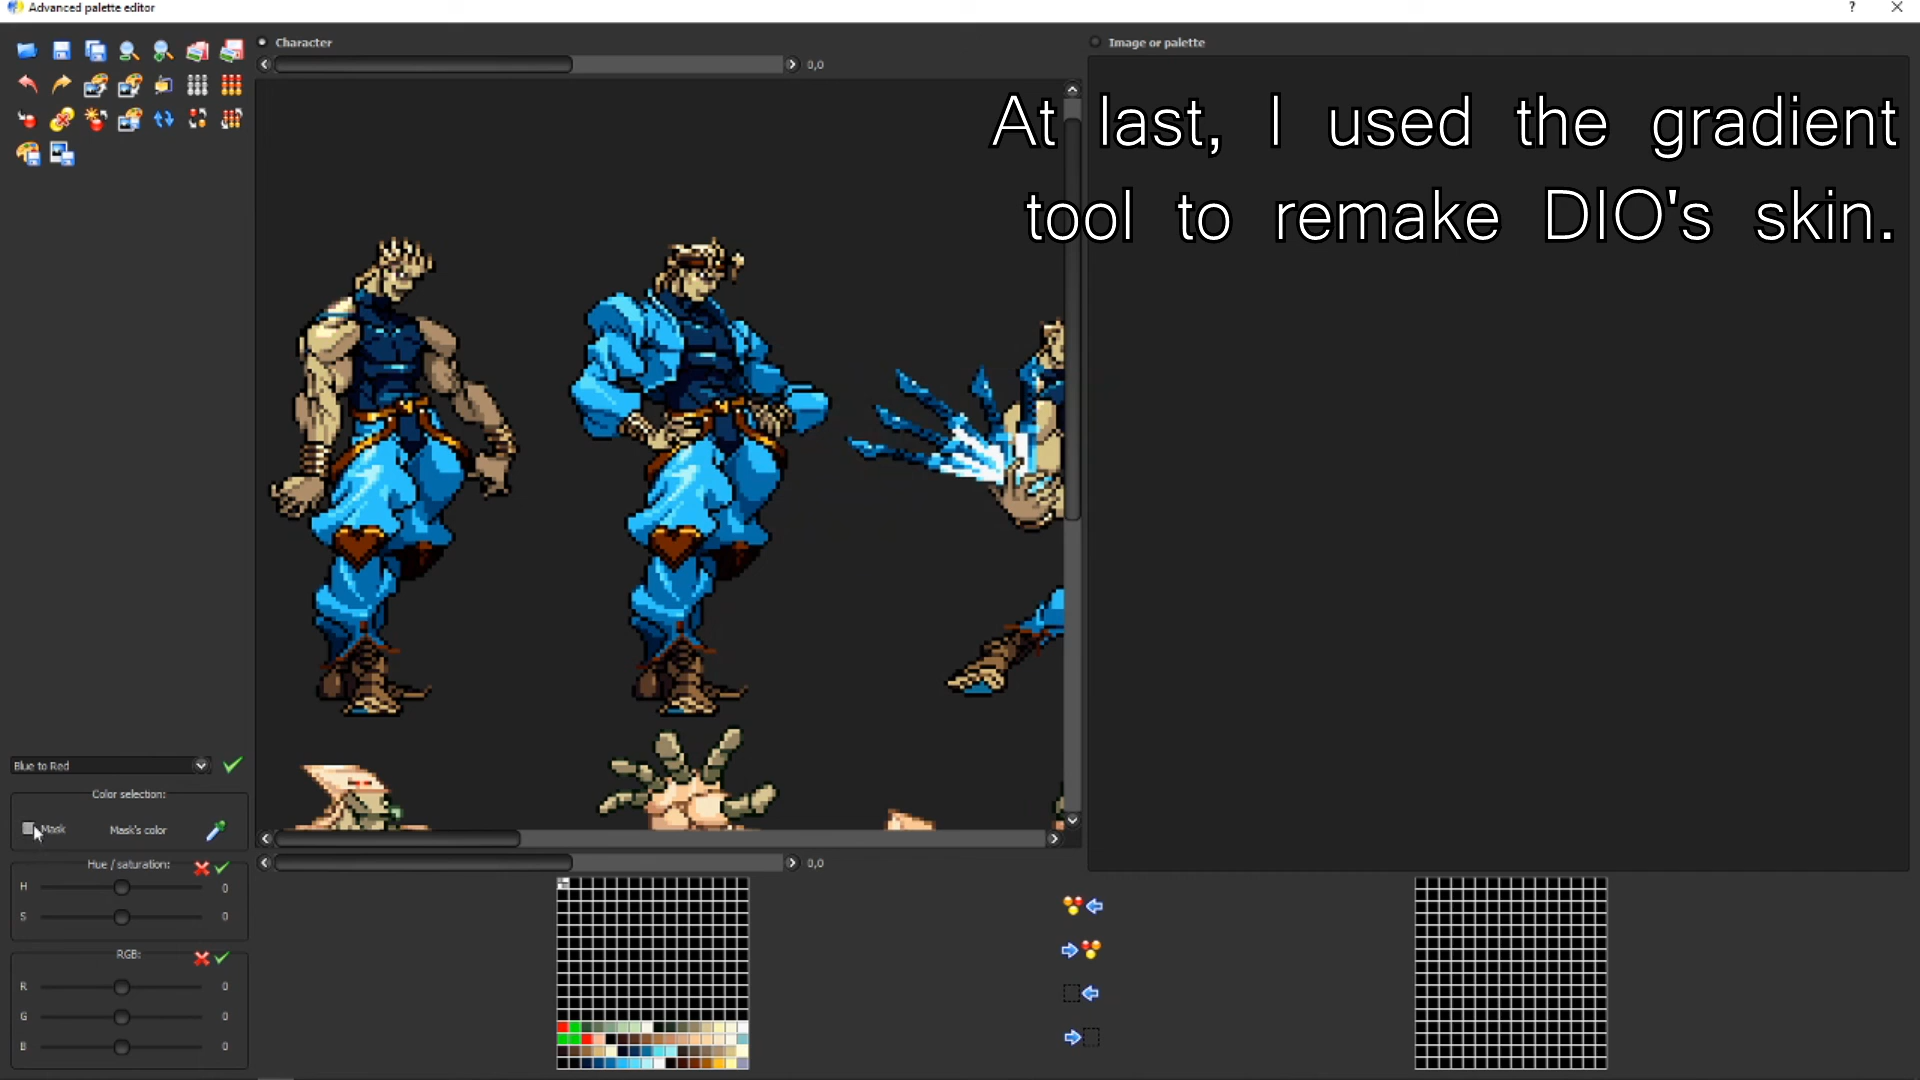 Advanced palette editor
?
Character
0,0
Image or palette
At last, I used the gradient
tool to remake DIO's skin.
Blue to Red
Color selection:
Mask
Mask's color
Hue / saturation:
H 0
S 0
RGB:
R 0
G 0
B 0
0,0